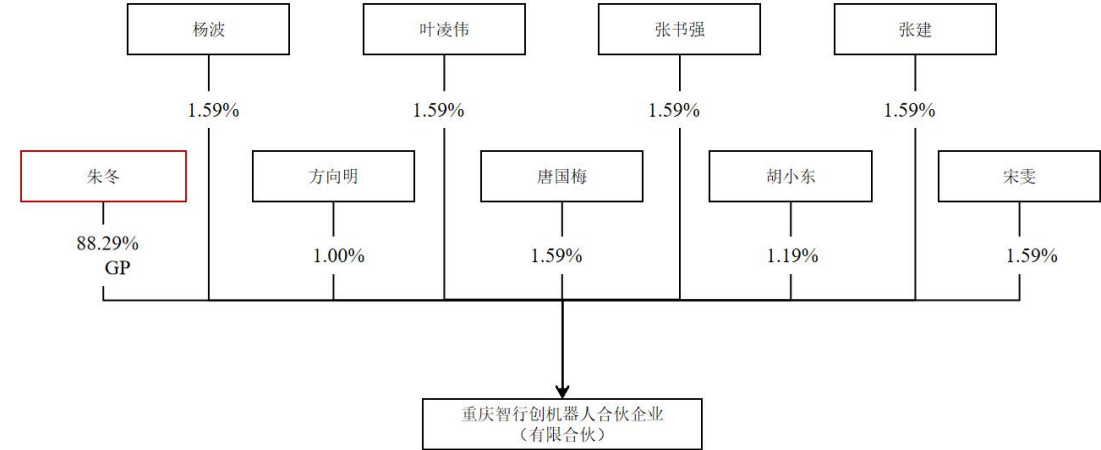 杨波
叶凌伟
张书强
张建
1.59%
1.59%
1.59%
1.59%
朱冬
方向明
唐国梅
胡小东
宋雯
88.29%
GP
1.00%
1.59%
1.19%
1.59%
重庆智行创机器人合伙企业
（有限合伙）